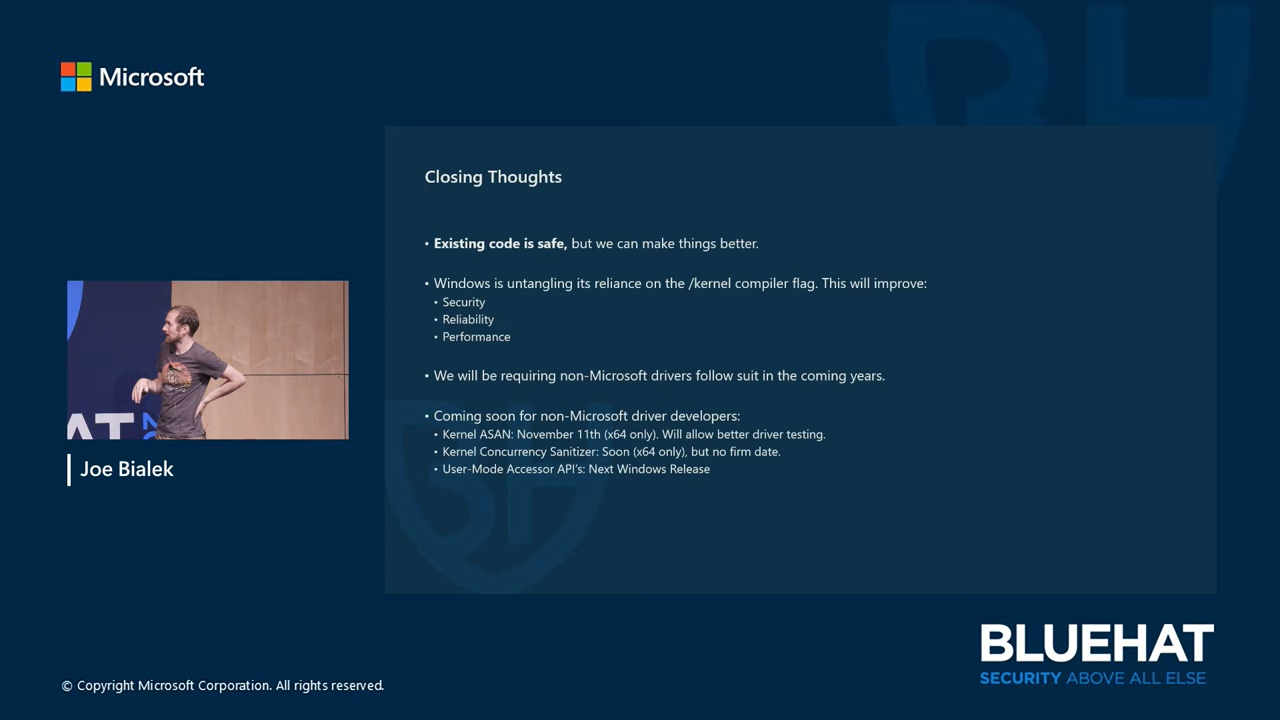 Microsoft
Closing Thoughts
• Existing code is safe, but we can make things better.
• Windows is untangling its reliance on the /kernel compiler flag. This will improve:
• Security
• Reliability
• Performance
• We will be requiring non-Microsoft drivers follow suit in the coming years.
• Coming soon for non-Microsoft driver developers:
• Kernel ASAN: November 11th (x64 only). Will allow better driver testing.
• Kernel Concurrency Sanitizer: Soon (x64 only), but no firm date.
• User-Mode Accessor API's: Next Windows Release
AT
Joe Bialek
BLUEHAT
SECURITY ABOVE ALL ELSE
© Copyright Microsoft Corporation. All rights reserved.